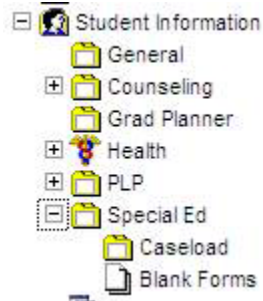 Student Information
General
Counseling
Grad Planner
Health
PLP
Special Ed
Caseload
Blank Forms